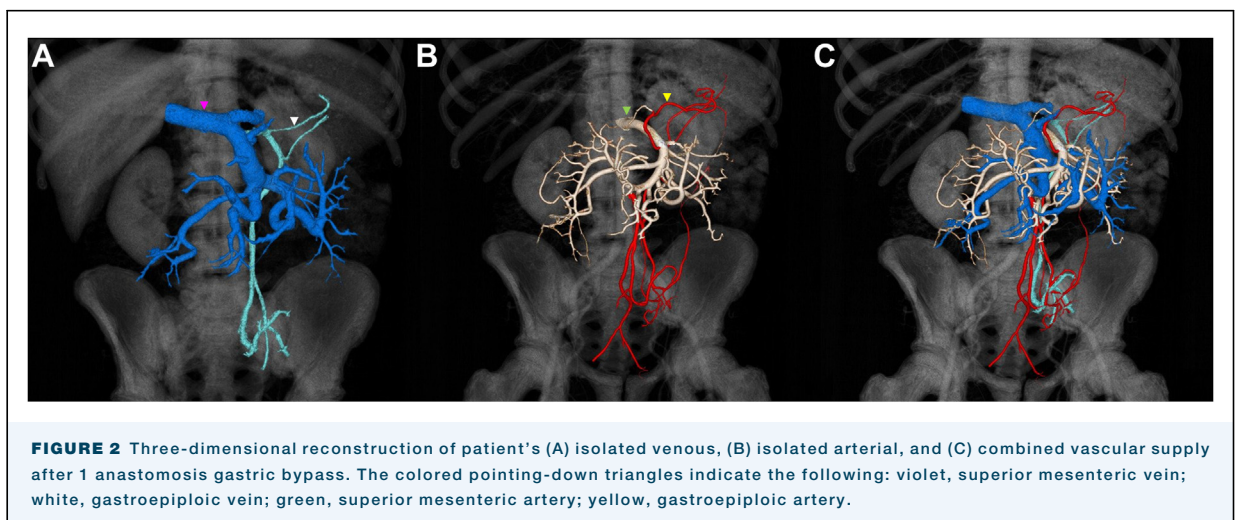 A
B
C
FIGURE 2 Three-dimensional reconstruction of patient's (A) isolated venous, (B) isolated arterial, and (C) combined vascular supply
after 1 anastomosis gastric bypass. The colored pointing-down triangles indicate the following: violet, superior mesenteric vein;
white, gastroepiploic vein; green, superior mesenteric artery; yellow, gastroepiploic artery.